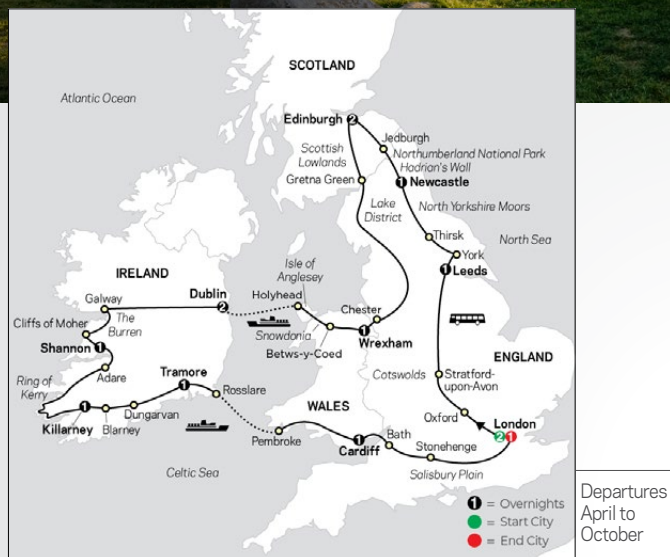 SCOTLAND
Atlantic Ocean
Edinburgh 2
Jedburgh
Scottish
Lowlands
Northumberland National Park
Hadrian's Wall
Gretna Green
1 Newcastle
Lake
District
North Yorkshire Moors
Thirsk
North Sea
York
1 Leeds
IRELAND
Isle of
Anglesey
Dublin
2
Holyhead
Galway
The
Burren
Cliffs of Moher
Chester
Snowdonia
1
Wrexham
Betws-y-Coed
Shannon 1
ENGLAND
Adare
Tramore
1
Cotswolds
Stratford-
upon-Avon
Ring of
Kerry
Rosslare
WALES
Oxford
London
2 1
1
Killarney
Blarney
Dungarvan
Pembroke
1
Cardiff
Bath
Stonehenge
Salisbury Plain
Celtic Sea
1 = Overnights
= Start City
= End City
Departures
April to
October